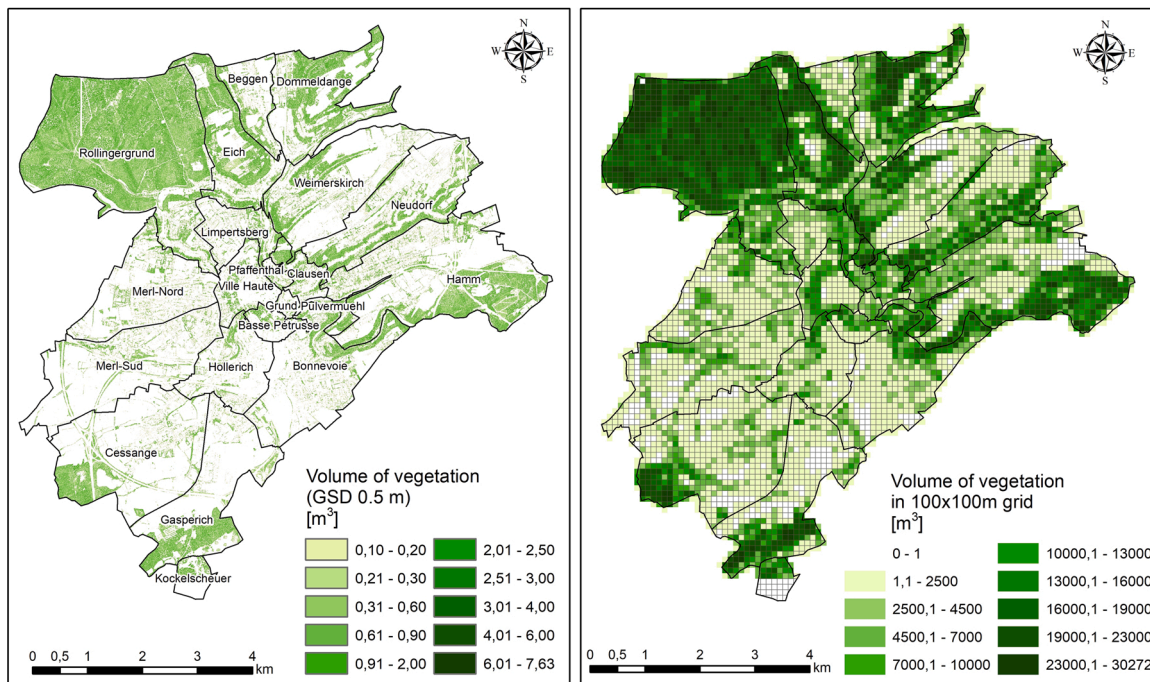 N
W E
S
Beggen
Dommeldange
Rollingergrund
Eich
Weimerskirch
Neudorf
Limpertsberg
Pfaffenthal
Clausen
Ville Haute
Hamm
Merl-Nord
Grund
Pulvermuehl
Basse Petrusse
Merl-Sud
Hollerich
Bonnevoie
Cessange
Gasperich
Kockelscheuer
Volume of vegetation
(GSD 0.5 m)
[m³]
0,10 - 0,20
0,21 - 0,30
0,31 - 0,60
0,61 - 0,90
0,91 - 2,00
2,01 - 2,50
2,51 - 3,00
3,01 - 4,00
4,01 - 6,00
6,01 - 7,63
0 0,5 1 2 3 4
km
N
W E
S
Volume of vegetation
in 100x100m grid
[m³]
0 - 1
1,1 - 2500
2500,1 - 4500
4500,1 - 7000
7000,1 - 10000
10000,1 - 13000
13000,1 - 16000
16000,1 - 19000
19000,1 - 23000
23000,1 - 30272
0 0,5 1 2 3 4
km